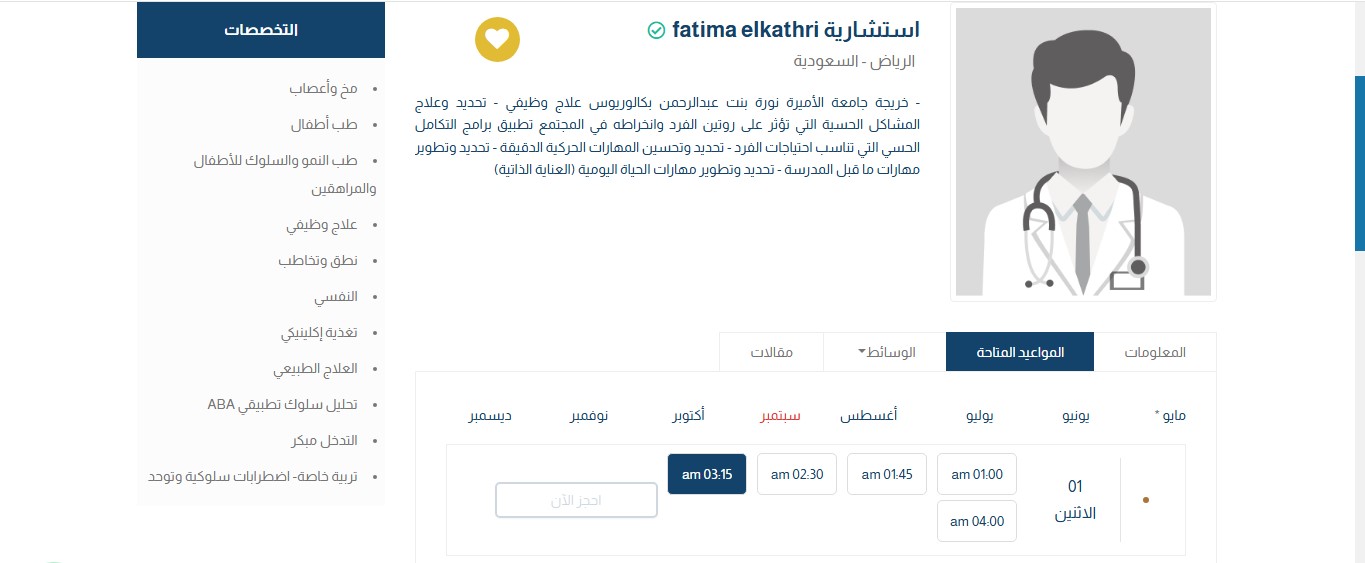 استشارية fatima elkathri
الرياض - السعودية
- خريجة جامعة الأميرة نورة بنت عبدالرحمن بكالوريوس علاج وظيفي - تحديد وعلاج
المشاكل الحسية التي تؤثر على روتين الفرد وانخراطه في المجتمع تطبيق برامج التكامل
الحسي التي تناسب احتياجات الفرد - تحديد وتحسين المهارات الحركية الدقيقة - تحديد وتطوير
مهارات ما قبل المدرسة - تحديد وتطوير مهارات الحياة اليومية (العناية الذاتية)
المعلومات
المواعيد المتاحة
الوسائط
مقالات
مايو *
يونيو
يوليو
أغسطس
سبتمبر
أكتوبر
نوفمبر
ديسمبر
01
الاثنين
01:00 am
01:45 am
02:30 am
03:15 am
04:00 am
احجز الآن
التخصصات
مخ وأعصاب
طب أطفال
طب النمو والسلوك للأطفال
والمراهقين
علاج وظيفي
نطق وتخاطب
النفسي
تغذية إكلينيكي
العلاج الطبيعي
تحليل سلوك تطبيقي ABA
التدخل مبكر
تربية خاصة- اضطرابات سلوكية وتوحد